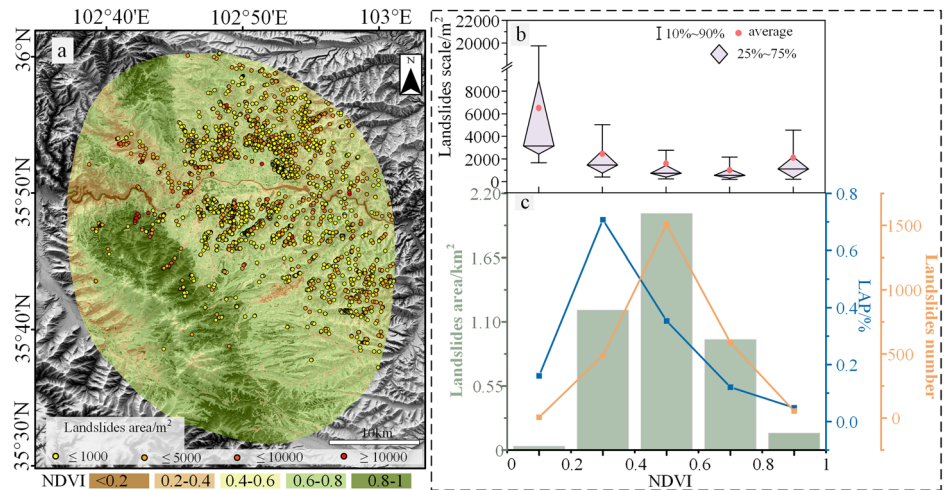 102°40′E 102°50′E 103°E
36°N
35°50′N
35°40′N
35°30′N
a
N
Landslides area/m²
≤1000 ≤5000 ≤10000 ≥10000
10km
NDVI <0.2 0.2-0.4 0.4-0.6 0.6-0.8 0.8-1
b
10%~90% average
25%~75%
Landslides scale/m²
22000
20000
8000
6000
4000
2000
0
c
Landslides area/km²
2.20
1.65
1.10
0.55
0
0 0.2 0.4 0.6 0.8 1
NDVI
0.8
0.6
0.4
0.2
0.0
LAP/%
1500
1000
500
0
Landslides number